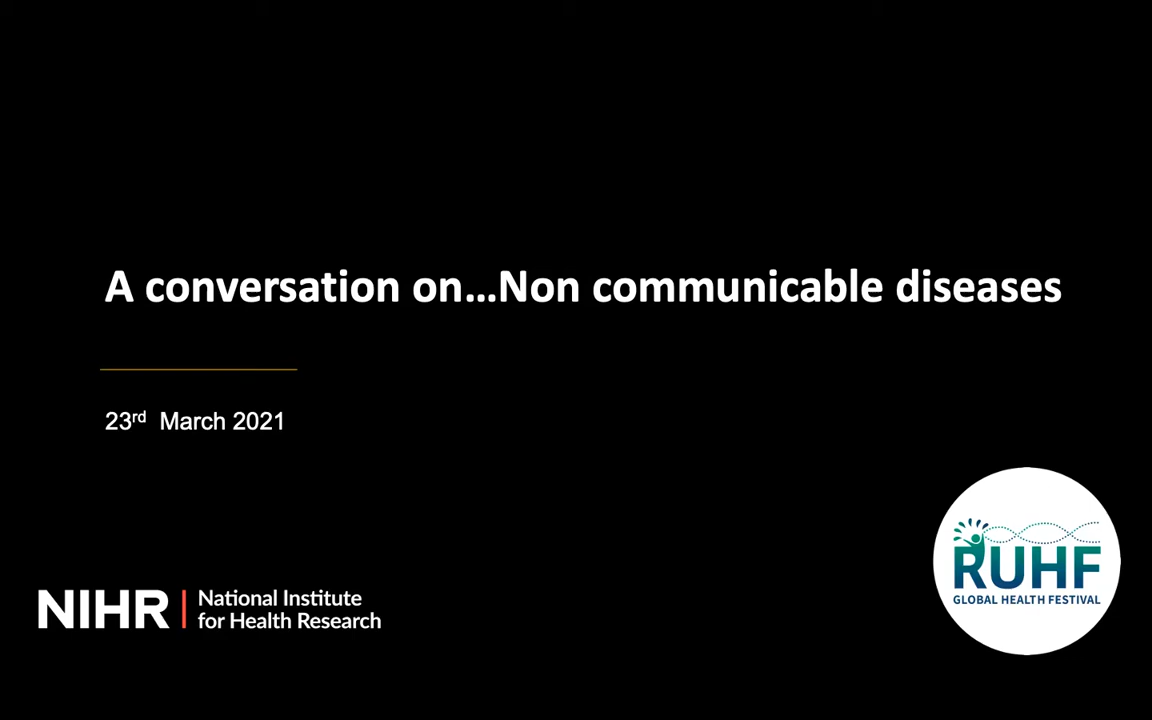 A conversation on…Non communicable diseases
23rd March 2021
NIHR | National Institute
for Health Research
RUHF
GLOBAL HEALTH FESTIVAL